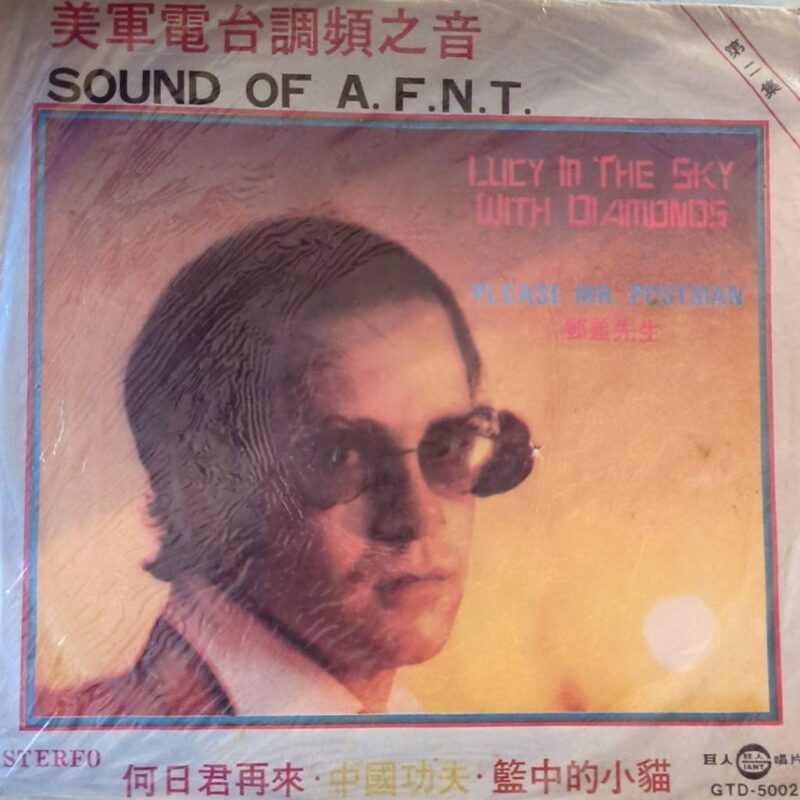 美軍電台調頻之音
SOUND OF A.F.N.T.
第二集
LUCY IN THE SKY
WITH DIAMONDS
PLEASE MR. POSTMAN
郵差先生
STEREO
何日君再來·中國功夫·籃中的小貓
巨人
巨人
GIANT
唱片
GTD-5002